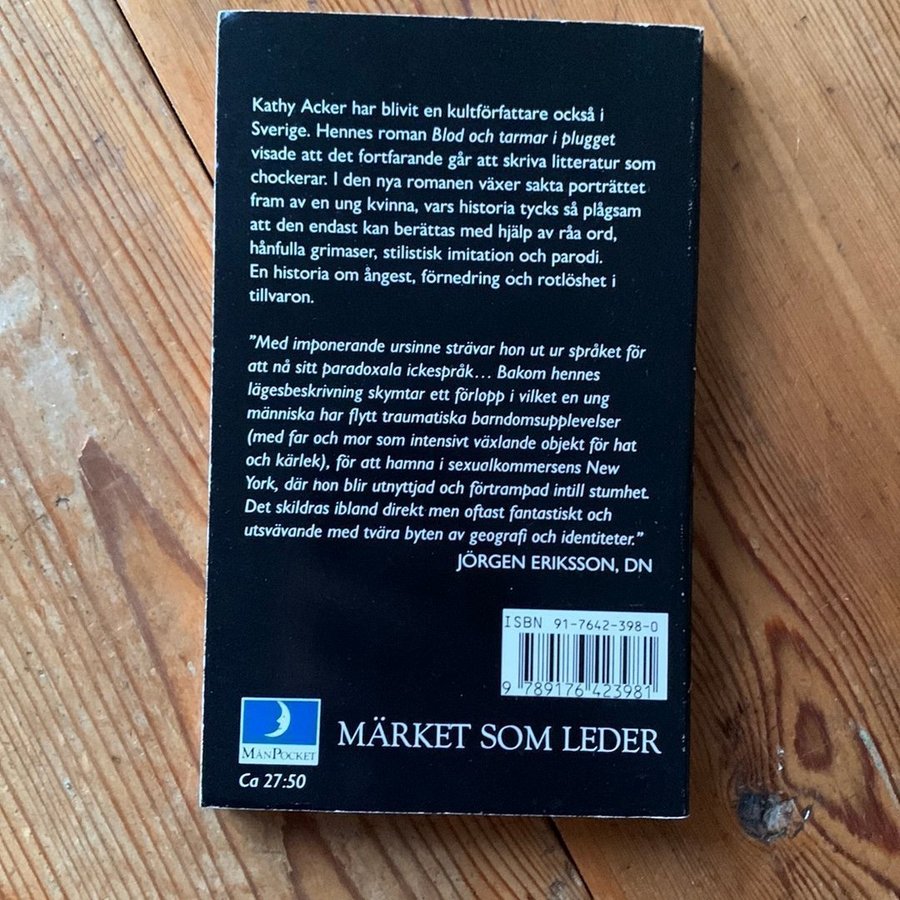 Kathy Acker har blivit en kultförfattare också i
Sverige. Hennes roman Blod och tarmar i plugget
visade att det fortfarande går att skriva litteratur som
chockerar. I den nya romanen växer sakta porträttet
fram av en ung kvinna, vars historia tycks så plågsam
att den endast kan berättas med hjälp av råa ord,
hånfulla grimaser, stilistisk imitation och parodi.
En historia om ångest, förnedring och rotlöshet i
tillvaron.
”Med imponerande ursinne strävar hon ut ur språket för
att nå sitt paradoxala ickespråk... Bakom hennes
lägesbeskrivning skymtar ett förlopp i vilket en ung
människa har flytt traumatiska barndomsupplevelser
(med far och mor som intensivt växlande objekt för hat
och kärlek), för att hamna i sexualkommersens New
York, där hon blir utnyttjad och förtrampad intill stumhet.
Det skildras ibland direkt men oftast fantastiskt och
utsvävande med tvära byten av geografi och identiteter.”
JÖRGEN ERIKSSON, DN
ISBN 91-7642-398-0
9 789176 423981
MÅNPOCKET
MÄRKET SOM LEDER
Ca 27:50